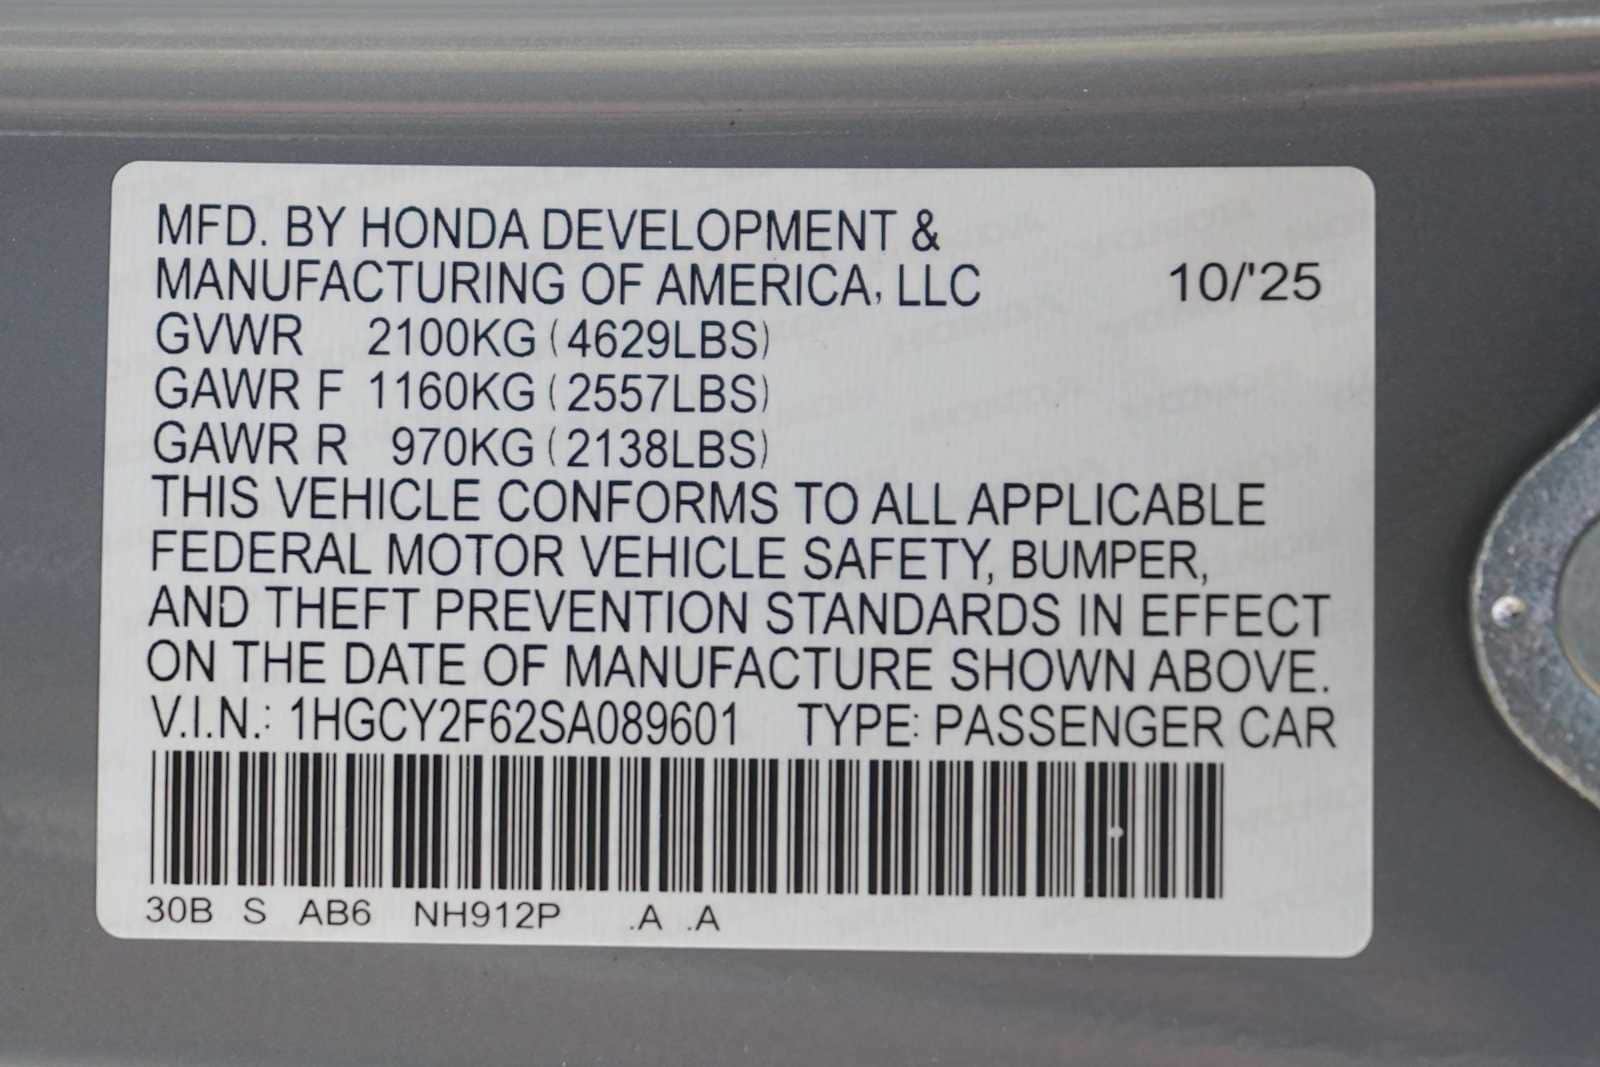 MFD. BY HONDA DEVELOPMENT &
MANUFACTURING OF AMERICA, LLC 10/'25
GVWR 2100KG (4629LBS)
GAWR F 1160KG (2557LBS)
GAWR R 970KG (2138LBS)
THIS VEHICLE CONFORMS TO ALL APPLICABLE
FEDERAL MOTOR VEHICLE SAFETY, BUMPER,
AND THEFT PREVENTION STANDARDS IN EFFECT
ON THE DATE OF MANUFACTURE SHOWN ABOVE.
V.I.N.: 1HGCY2F62SA089601 TYPE: PASSENGER CAR
30B S AB6 NH912P .A .A